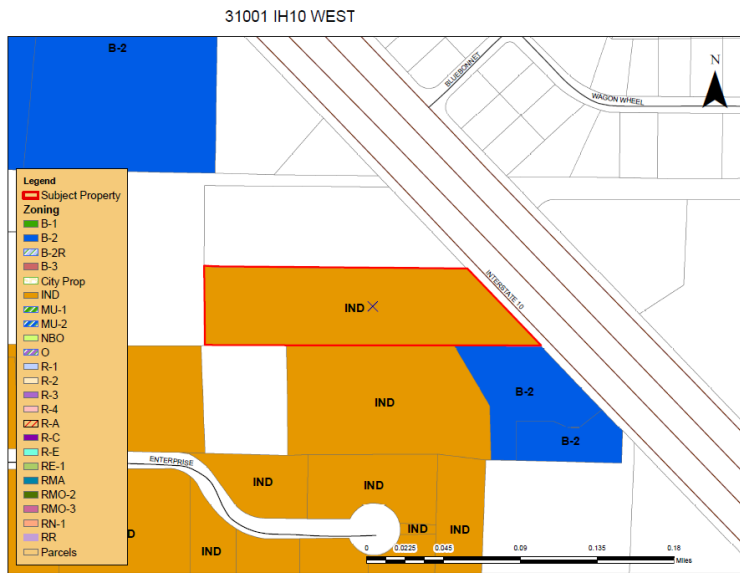 31001 IH10 WEST
B-2
BLUEBONNET
WAGON WHEEL
N
Legend
Subject Property
Zoning
B-1
B-2
B-2R
B-3
City Prop
IND
MU-1
MU-2
NBO
O
R-1
R-2
R-3
R-4
R-A
R-C
R-E
RE-1
RMA
RMO-2
RMO-3
RN-1
RR
Parcels
INTERSTATE 10
IND
IND
B-2
B-2
ENTERPRISE
IND
IND
D
IND
IND
IND
0 0.0225 0.045 0.09 0.135 0.18
Miles